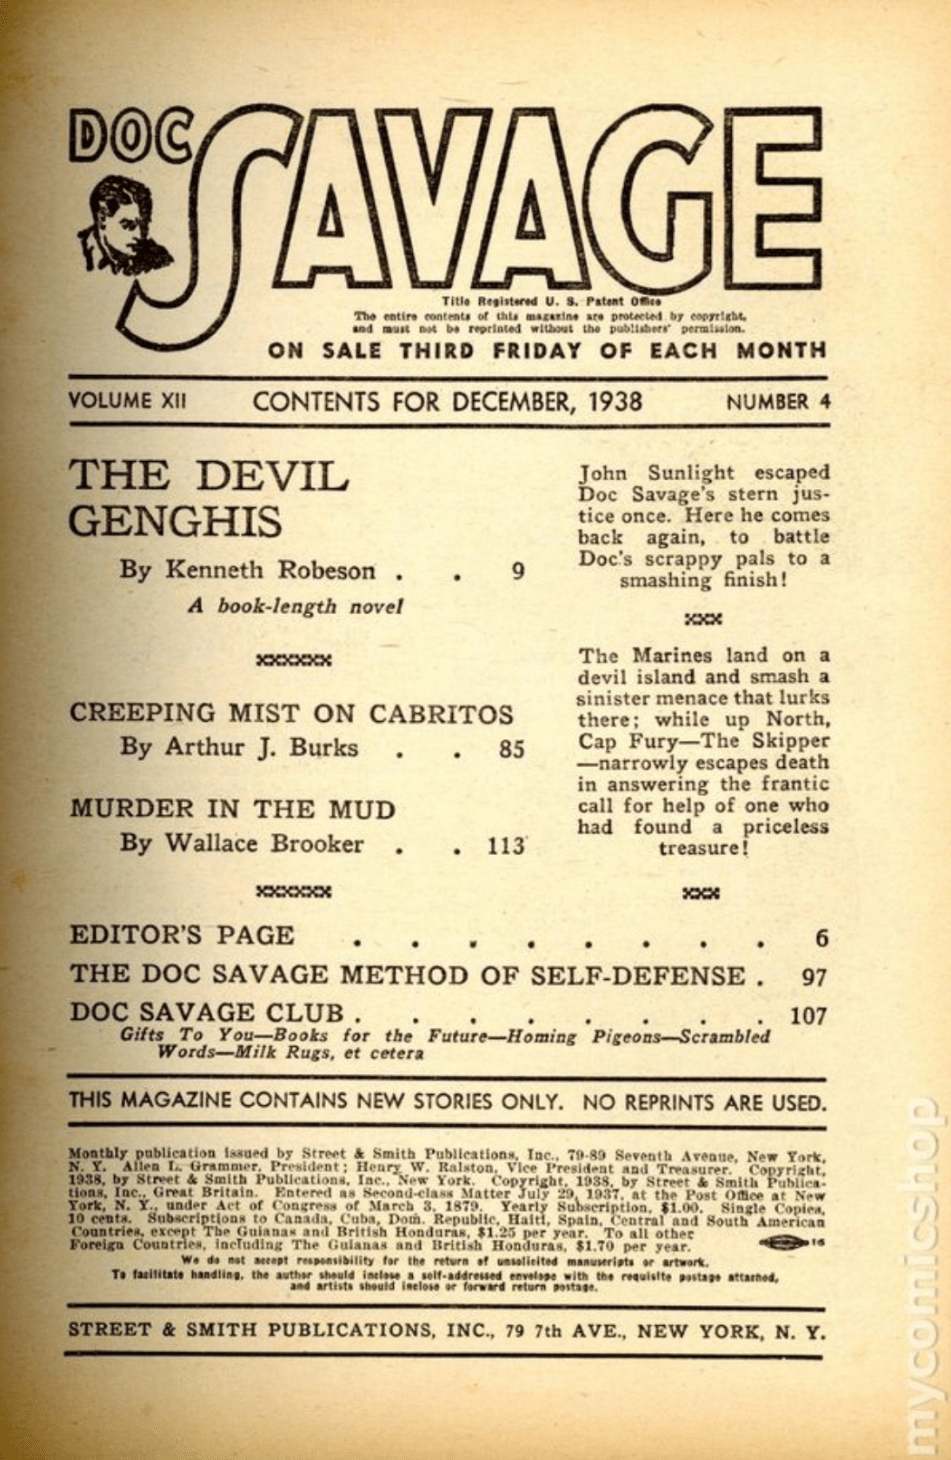 DOC SAVAGE
Title Registered U. S. Patent Office
The entire contents of this magazine are protected by copyright,
and must not be reprinted without the publishers' permission.
ON SALE THIRD FRIDAY OF EACH MONTH
VOLUME XII CONTENTS FOR DECEMBER, 1938 NUMBER 4
THE DEVIL
GENGHIS
By Kenneth Robeson . . 9
A book-length novel
John Sunlight escaped
Doc Savage's stern jus-
tice once. Here he comes
back again, to battle
Doc's scrappy pals to a
smashing finish!
CREEPING MIST ON CABRITOS
By Arthur J. Burks . . 85
MURDER IN THE MUD
By Wallace Brooker . . 113
The Marines land on a
devil island and smash a
sinister menace that lurks
there; while up North,
Cap Fury—The Skipper
—narrowly escapes death
in answering the frantic
call for help of one who
had found a priceless
treasure!
EDITOR'S PAGE . . . . . . . . 6
THE DOC SAVAGE METHOD OF SELF-DEFENSE . 97
DOC SAVAGE CLUB . . . . . . . . 107
Gifts To You—Books for the Future—Homing Pigeons—Scrambled
Words—Milk Rugs, et cetera
THIS MAGAZINE CONTAINS NEW STORIES ONLY. NO REPRINTS ARE USED.
Monthly publication issued by Street & Smith Publications, Inc., 79-89 Seventh Avenue, New York,
N. Y. Allen L. Grammer, President; Henry W. Ralston, Vice President and Treasurer. Copyright,
1938, by Street & Smith Publications, Inc., New York. Copyright, 1938, by Street & Smith Publica-
tions, Inc., Great Britain. Entered as Second-class Matter July 29, 1937, at the Post Office at New
York, N. Y., under Act of Congress of March 3, 1879. Yearly Subscription, $1.00. Single Copies,
10 cents. Subscriptions to Canada, Cuba, Dom. Republic, Haiti, Spain, Central and South American
Countries, except The Guianas and British Honduras, $1.25 per year. To all other
Foreign Countries, including The Guianas and British Honduras, $1.70 per year.
16
We do not accept responsibility for the return of unsolicited manuscripts or artwork.
To facilitate handling, the author should inclose a self-addressed envelope with the requisite postage attached,
and artists should inclose or forward return postage.
STREET & SMITH PUBLICATIONS, INC., 79 7th AVE., NEW YORK, N. Y.
mycomicshop